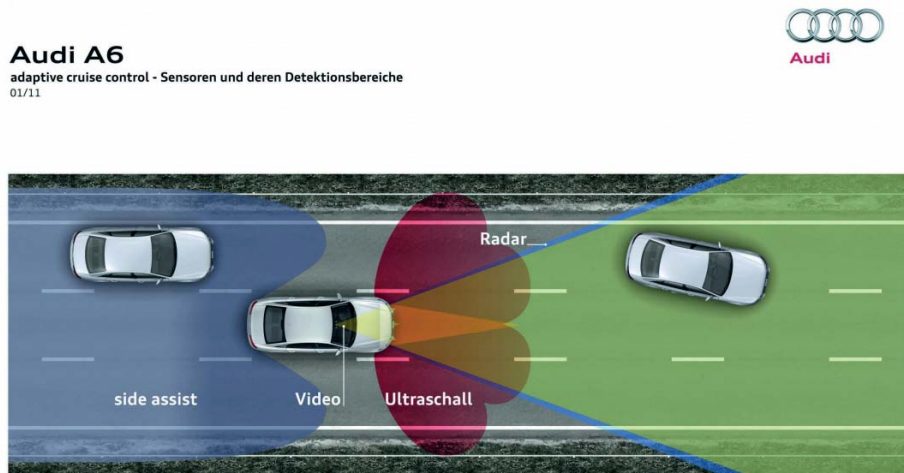 Audi A6
adaptive cruise control - Sensoren und deren Detektionsbereiche
01/11
Audi
Radar
side assist
Video
Ultraschall